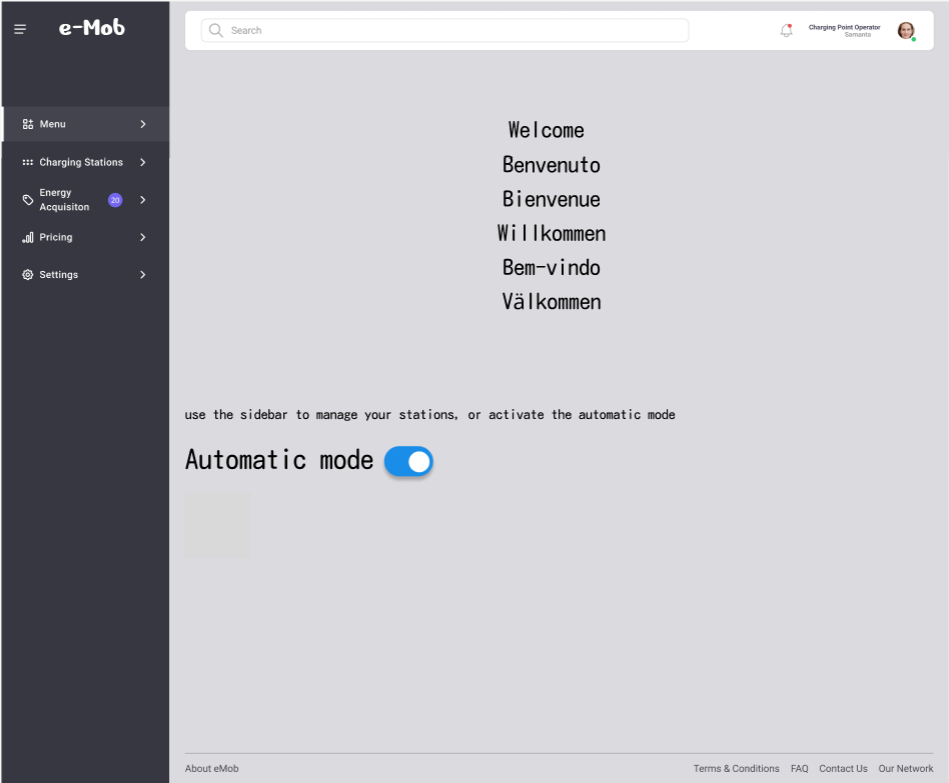 e-Mob
Search
Charging Point Operator
Samanta
Menu
Charging Stations
Energy
Acquisiton
20
Pricing
Settings
Welcome
Benvenuto
Bienvenue
Willkommen
Bem-vindo
Välkommen
use the sidebar to manage your stations, or activate the automatic mode
Automatic mode
About eMob
Terms & Conditions FAQ Contact Us Our Network